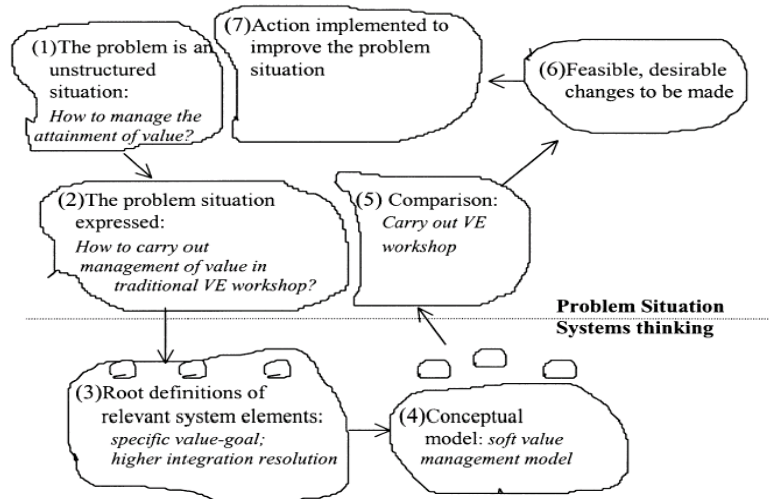 (1)The problem is an
unstructured
situation:
How to manage the
attainment of value?
(7)Action implemented to
improve the problem
situation
(6)Feasible, desirable
changes to be made
(2)The problem situation
expressed:
How to carry out
management of value in
traditional VE workshop?
(5) Comparison:
Carry out VE
workshop
Problem Situation
Systems thinking
(3)Root definitions of
relevant system elements:
specific value-goal;
higher integration resolution
(4)Conceptual
model: soft value
management model